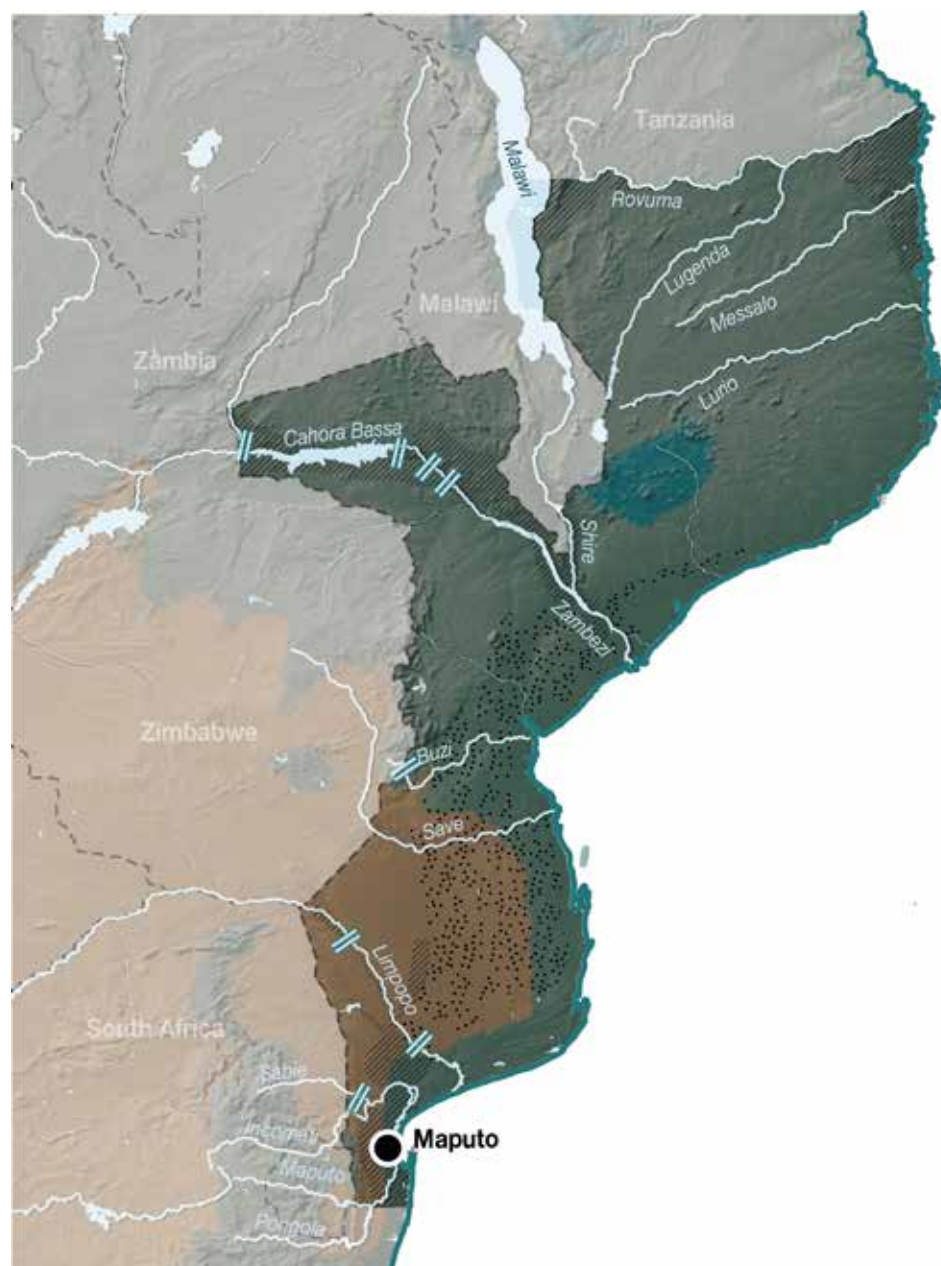 Tanzania
Malawi
Rovuma
Lugenda
Malawi
Messalo
Zambia
Lurio
Cahora Bassa
Shire
Zambezi
Zimbabwe
Buzi
Save
Limpopo
South Africa
Sabie
Incomati
Maputo
Maputo
Pongola